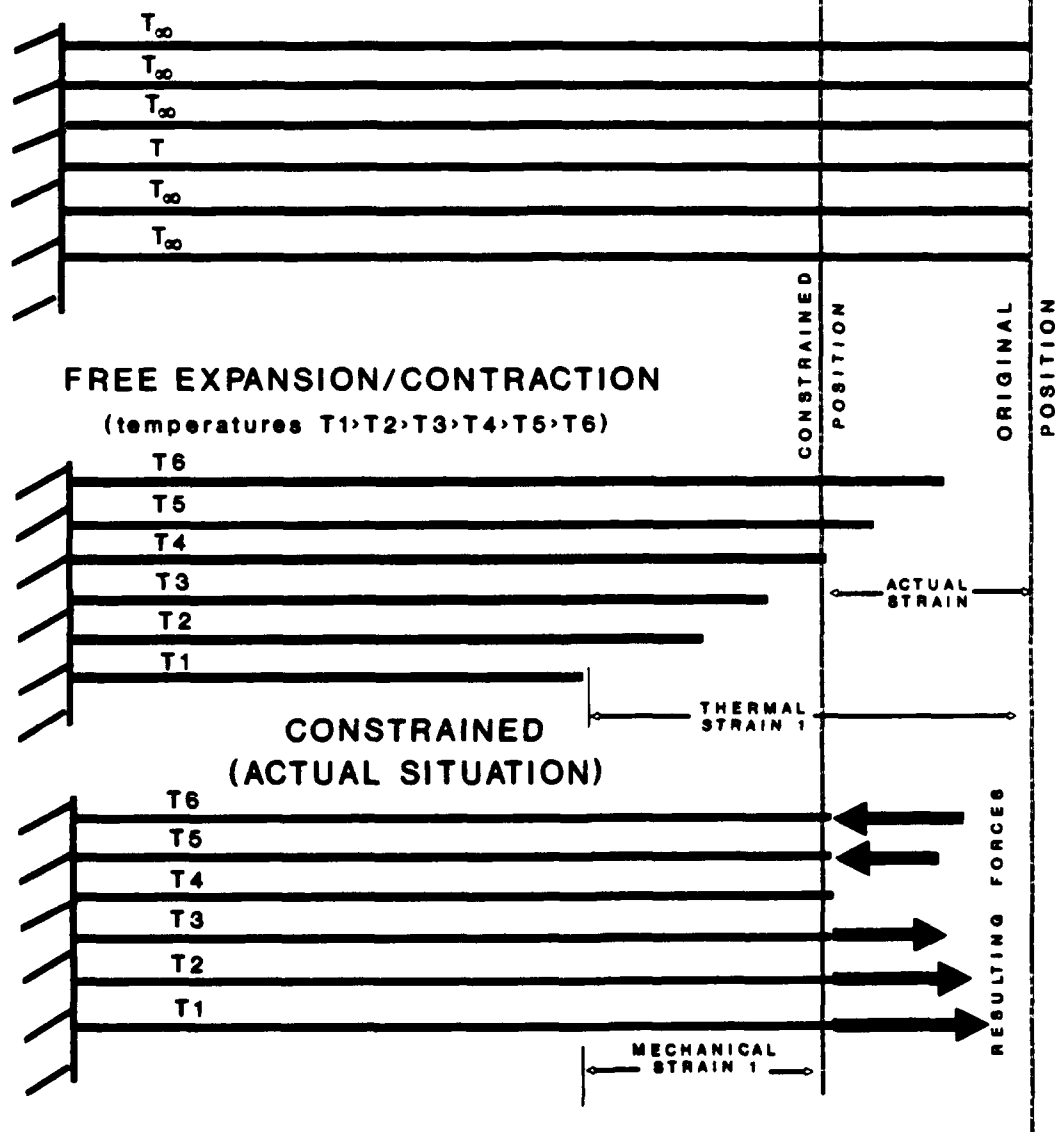 T∞
T∞
T∞
T
T∞
T∞
CONSTRAINED
POSITION
ORIGINAL
POSITION
FREE EXPANSION/CONTRACTION
(temperatures T1>T2>T3>T4>T5>T6)
T6
T5
T4
T3
T2
T1
ACTUAL
STRAIN
THERMAL
STRAIN 1
CONSTRAINED
(ACTUAL SITUATION)
T6
T5
T4
T3
T2
T1
RESULTING FORCES
MECHANICAL
STRAIN 1